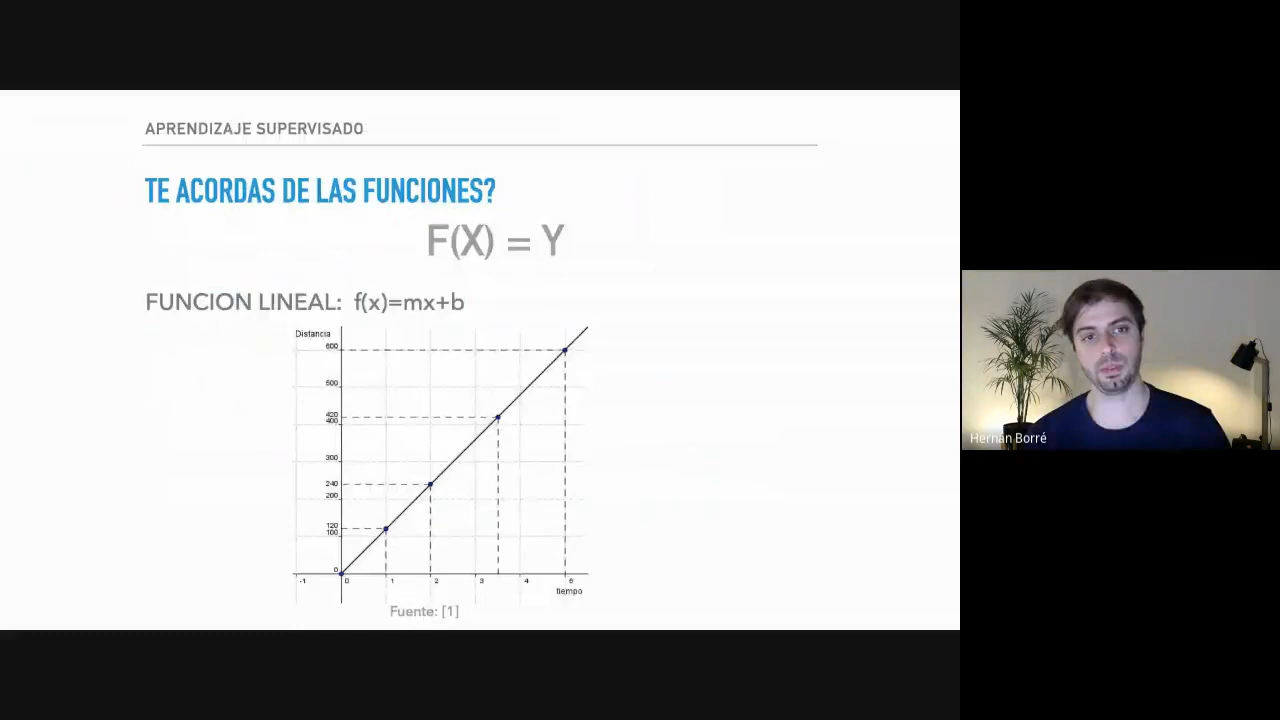 APRENDIZAJE SUPERVISADO
TE ACORDAS DE LAS FUNCIONES?
F(X) = Y
FUNCION LINEAL: f(x)=mx+b
Distancia
600
500
420
400
300
240
200
120
100
0
-1 0 1 2 3 4 5
tiempo
Fuente: [1]
Hernán Borré